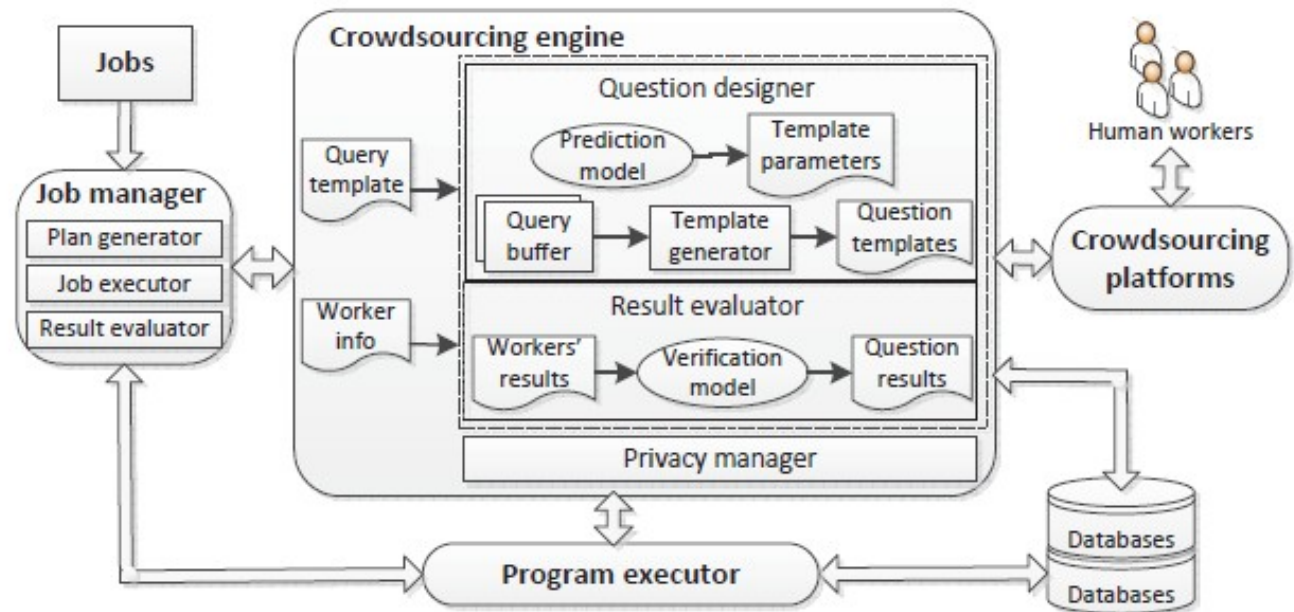 Jobs
Job manager
Plan generator
Job executor
Result evaluator
Crowdsourcing engine
Query
template
Worker
info
Question designer
Prediction
model
Template
parameters
Query
buffer
Template
generator
Question
templates
Result evaluator
Workers'
results
Verification
model
Question
results
Privacy manager
Human workers
Crowdsourcing
platforms
Program executor
Databases
Databases